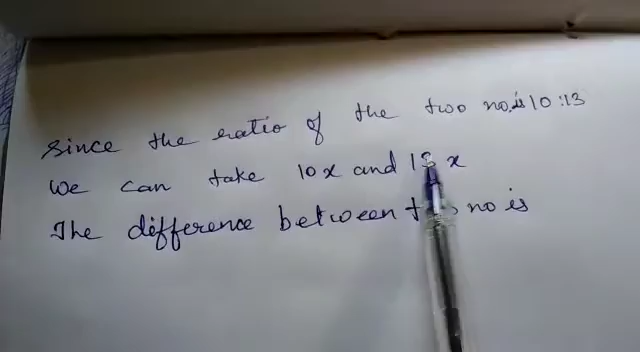 since the ratio of the two no.is 10:13
We can take 10x and 13 x
The difference between no is